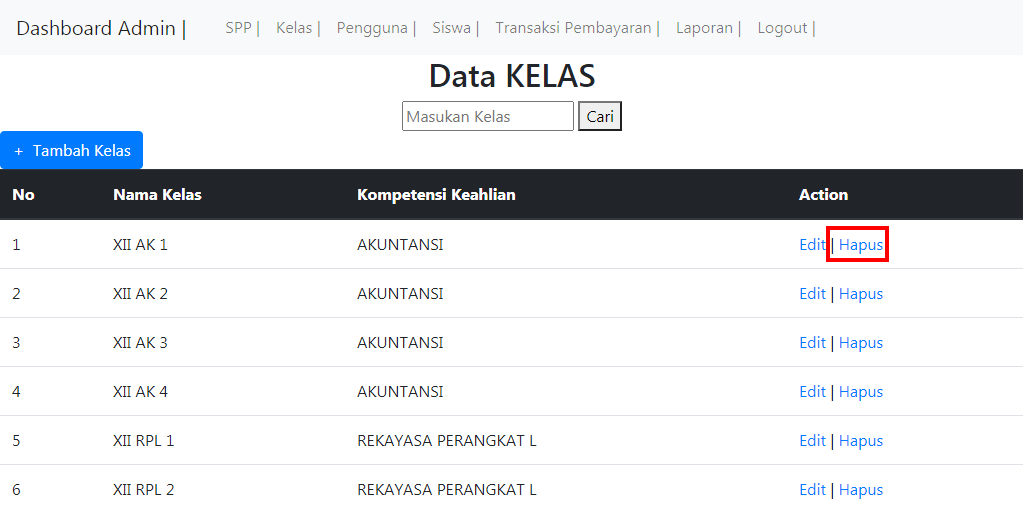 Dashboard Admin | SPP | Kelas | Pengguna | Siswa | Transaksi Pembayaran | Laporan | Logout |
Data KELAS
Masukan Kelas Cari
+ Tambah Kelas
No Nama Kelas Kompetensi Keahlian Action
1 XII AK 1 AKUNTANSI Edit | Hapus
2 XII AK 2 AKUNTANSI Edit | Hapus
3 XII AK 3 AKUNTANSI Edit | Hapus
4 XII AK 4 AKUNTANSI Edit | Hapus
5 XII RPL 1 REKAYASA PERANGKAT L Edit | Hapus
6 XII RPL 2 REKAYASA PERANGKAT L Edit | Hapus